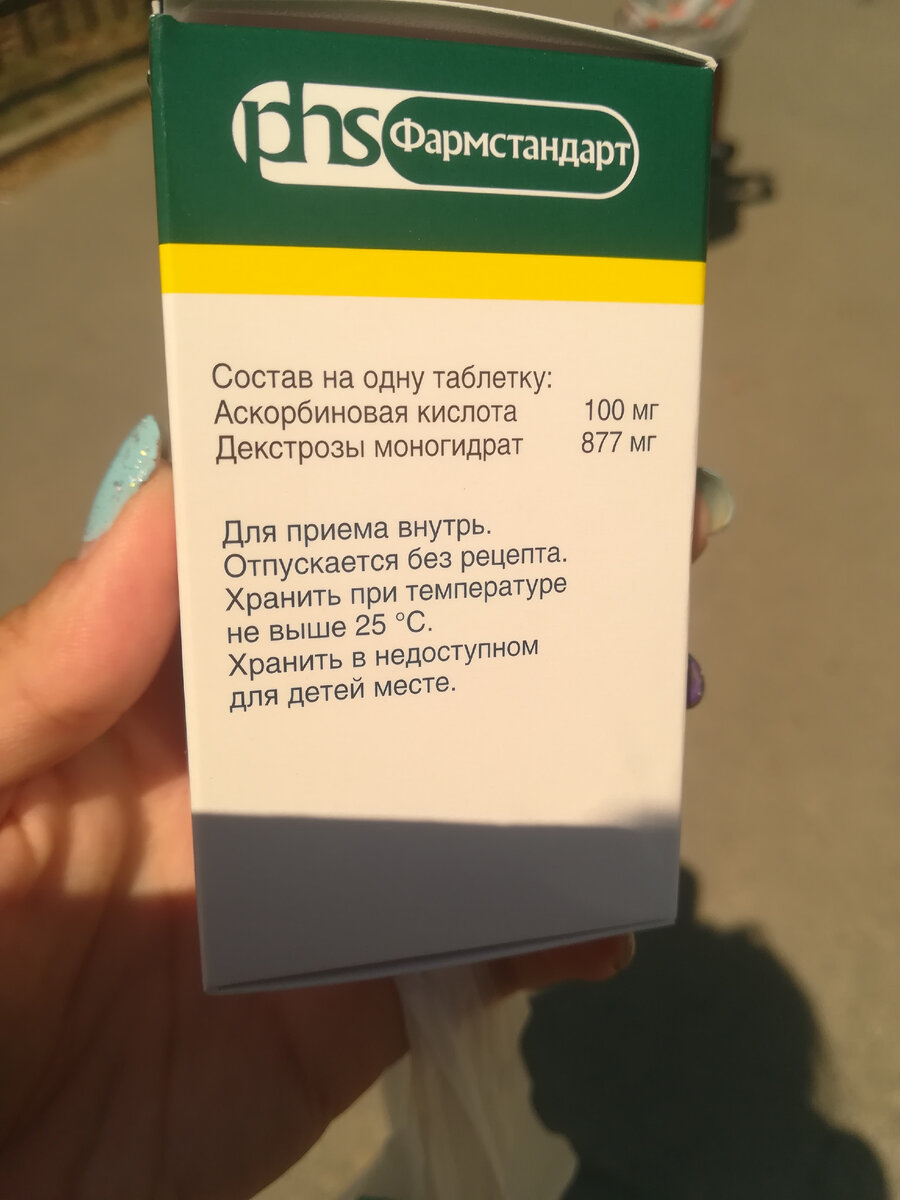 phs Фармстандарт
Состав на одну таблетку:
Аскорбиновая кислота 100 мг
Декстрозы моногидрат 877 мг
Для приема внутрь.
Отпускается без рецепта.
Хранить при температуре
не выше 25 °C.
Хранить в недоступном
для детей месте.